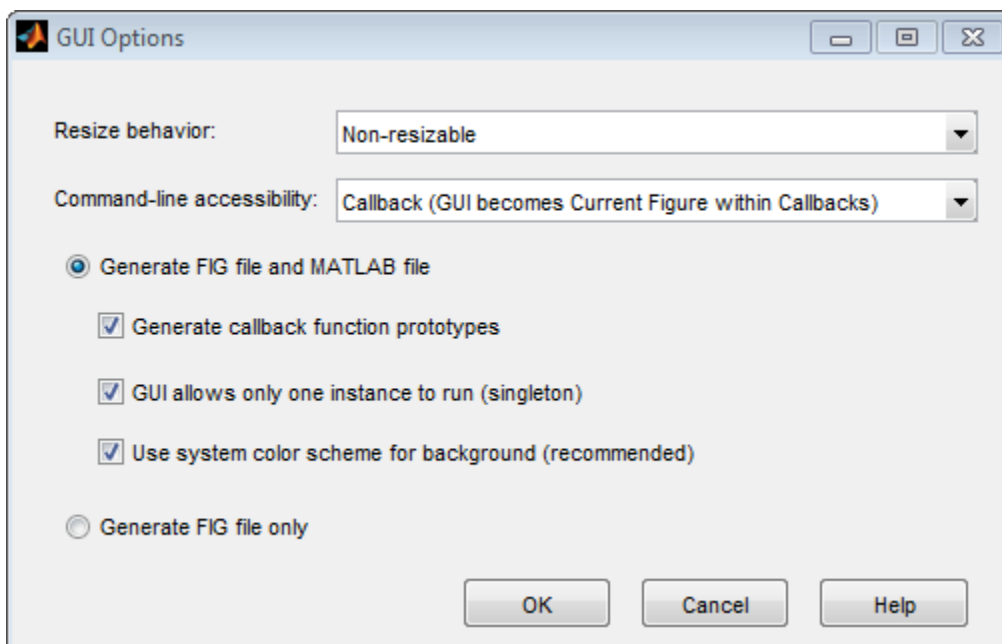 GUI Options
Resize behavior: Non-resizable
Command-line accessibility: Callback (GUI becomes Current Figure within Callbacks)
Generate FIG file and MATLAB file
Generate callback function prototypes
GUI allows only one instance to run (singleton)
Use system color scheme for background (recommended)
Generate FIG file only
OK Cancel Help